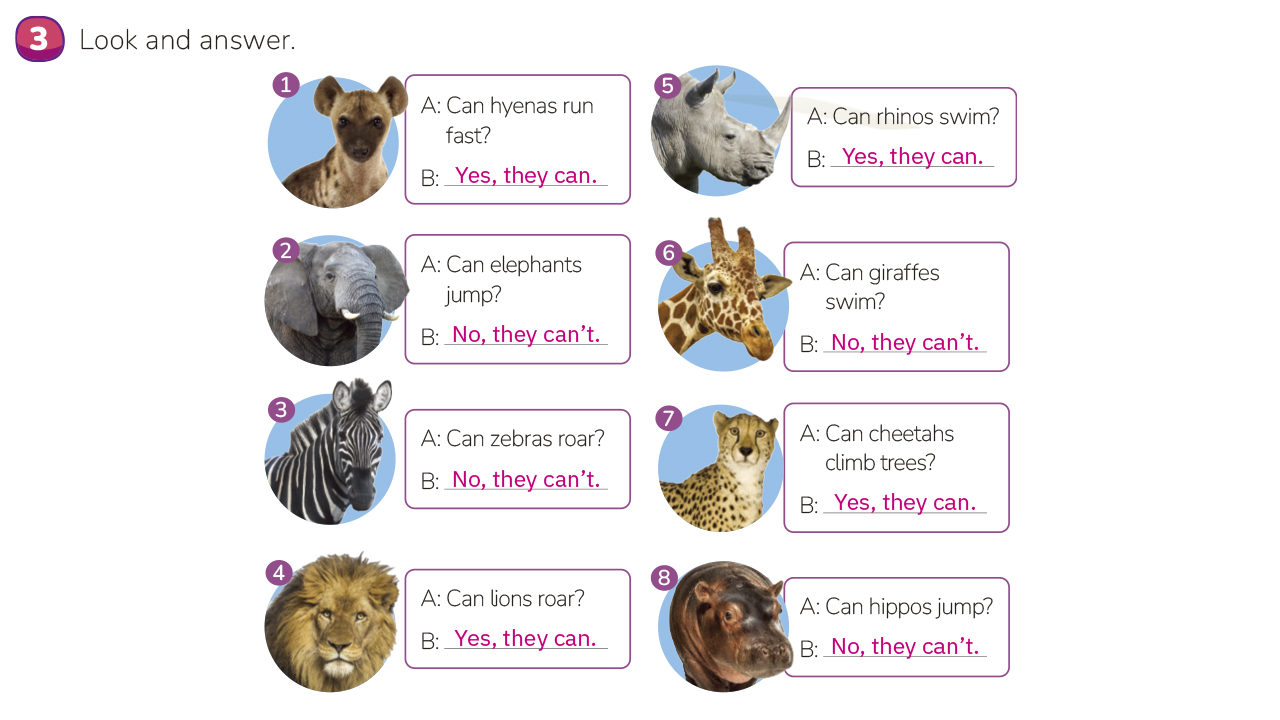 3 Look and answer.
1
A: Can hyenas run
fast?
B: Yes, they can.
2
A: Can elephants
jump?
B: No, they can’t.
3
A: Can zebras roar?
B: No, they can’t.
4
A: Can lions roar?
B: Yes, they can.
5
A: Can rhinos swim?
B: Yes, they can.
6
A: Can giraffes
swim?
B: No, they can’t.
7
A: Can cheetahs
climb trees?
B: Yes, they can.
8
A: Can hippos jump?
B: No, they can’t.